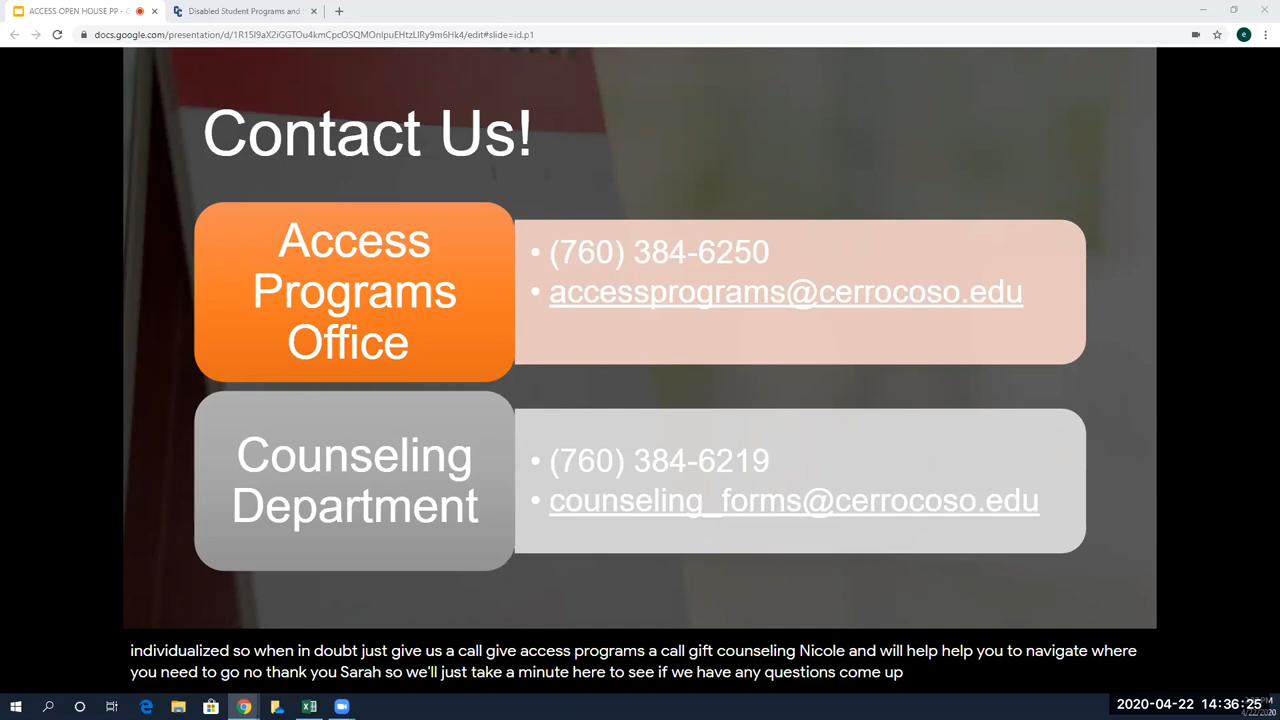 ACCESS OPEN HOUSE PP - G
Disabled Student Programs and
docs.google.com/presentation/d/1R15I9aX2iGGTOu4kmCpcOSQMOnIpuEHtzLlRy9m6Hk4/edit#slide=id.p1
Contact Us!
Access
Programs
Office
• (760) 384-6250
• accessprograms@cerrocoso.edu
Counseling
Department
• (760) 384-6219
• counseling_forms@cerrocoso.edu
individualized so when in doubt just give us a call give access programs a call gift counseling Nicole and will help help you to navigate where
you need to go no thank you Sarah so we'll just take a minute here to see if we have any questions come up
2020-04-22 14:36:25